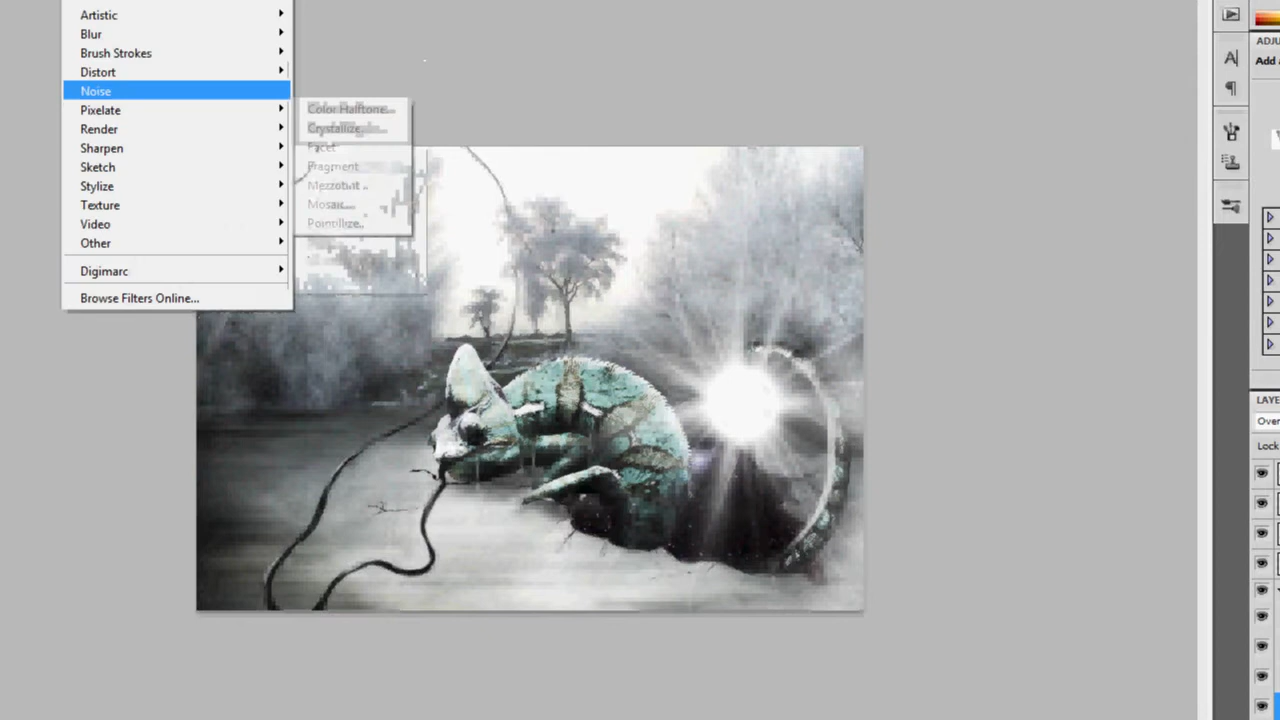 Artistic
Blur
Brush Strokes
Distort
Noise
Pixelate
Render
Sharpen
Sketch
Stylize
Texture
Video
Other
Digimarc
Browse Filters Online...
Color Halftone...
Crystallize...
Facet
Fragment
Mezzotint...
Mosaic...
Pointillize...
A
ADJU
Add
LAYE
Over
Lock